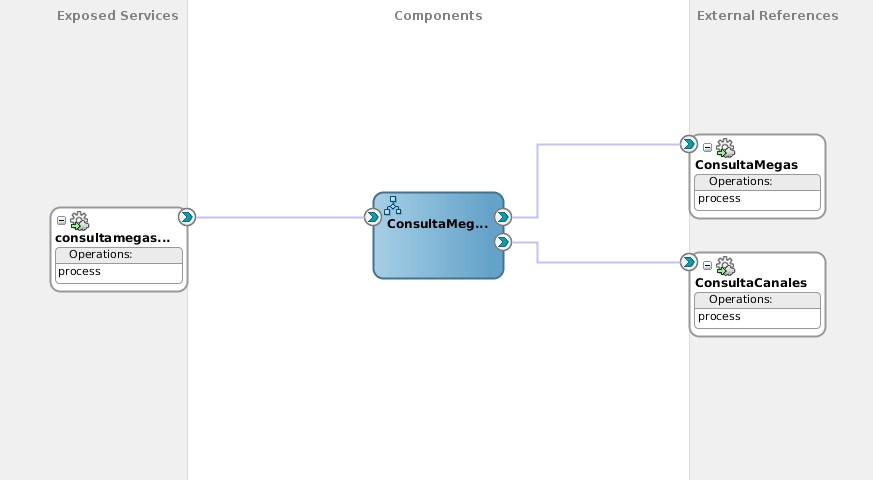 Exposed Services
Components
External References
ConsultaMegas
Operations:
process
consultamegas...
Operations:
process
ConsultaMeg...
ConsultaCanales
Operations:
process